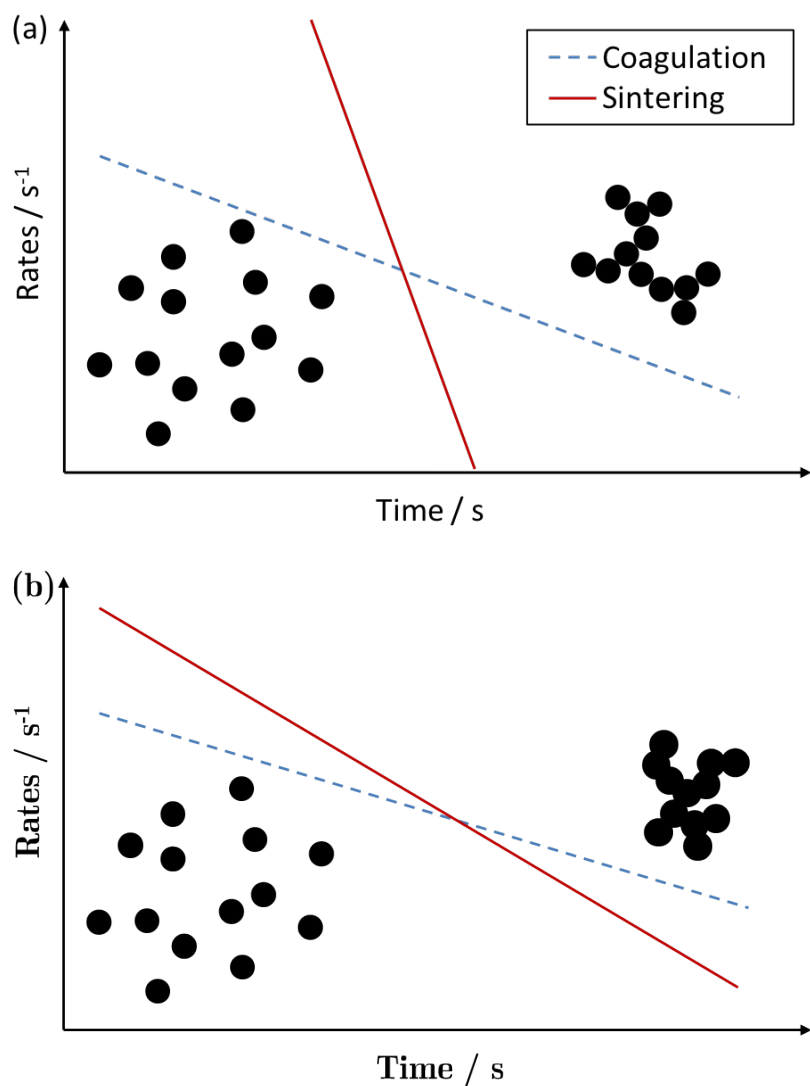 (a)
Coagulation
Sintering
Rates / s⁻¹
Time / s
(b)
Rates / s⁻¹
Time / s